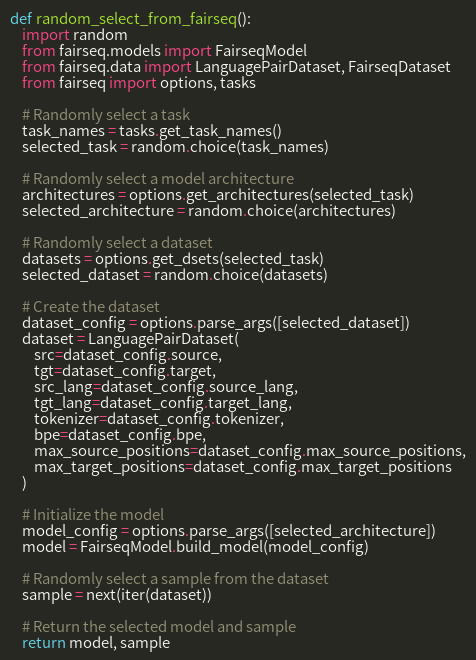 def random_select_from_fairseq():
import random
from fairseq.models import FairseqModel
from fairseq.data import LanguagePairDataset, FairseqDataset
from fairseq import options, tasks
# Randomly select a task
task_names = tasks.get_task_names()
selected_task = random.choice(task_names)
# Randomly select a model architecture
architectures = options.get_architectures(selected_task)
selected_architecture = random.choice(architectures)
# Randomly select a dataset
datasets = options.get_dsets(selected_task)
selected_dataset = random.choice(datasets)
# Create the dataset
dataset_config = options.parse_args([selected_dataset])
dataset = LanguagePairDataset(
src=dataset_config.source,
tgt=dataset_config.target,
src_lang=dataset_config.source_lang,
tgt_lang=dataset_config.target_lang,
tokenizer=dataset_config.tokenizer,
bpe=dataset_config.bpe,
max_source_positions=dataset_config.max_source_positions,
max_target_positions=dataset_config.max_target_positions
)
# Initialize the model
model_config = options.parse_args([selected_architecture])
model = FairseqModel.build_model(model_config)
# Randomly select a sample from the dataset
sample = next(iter(dataset))
# Return the selected model and sample
return model, sample